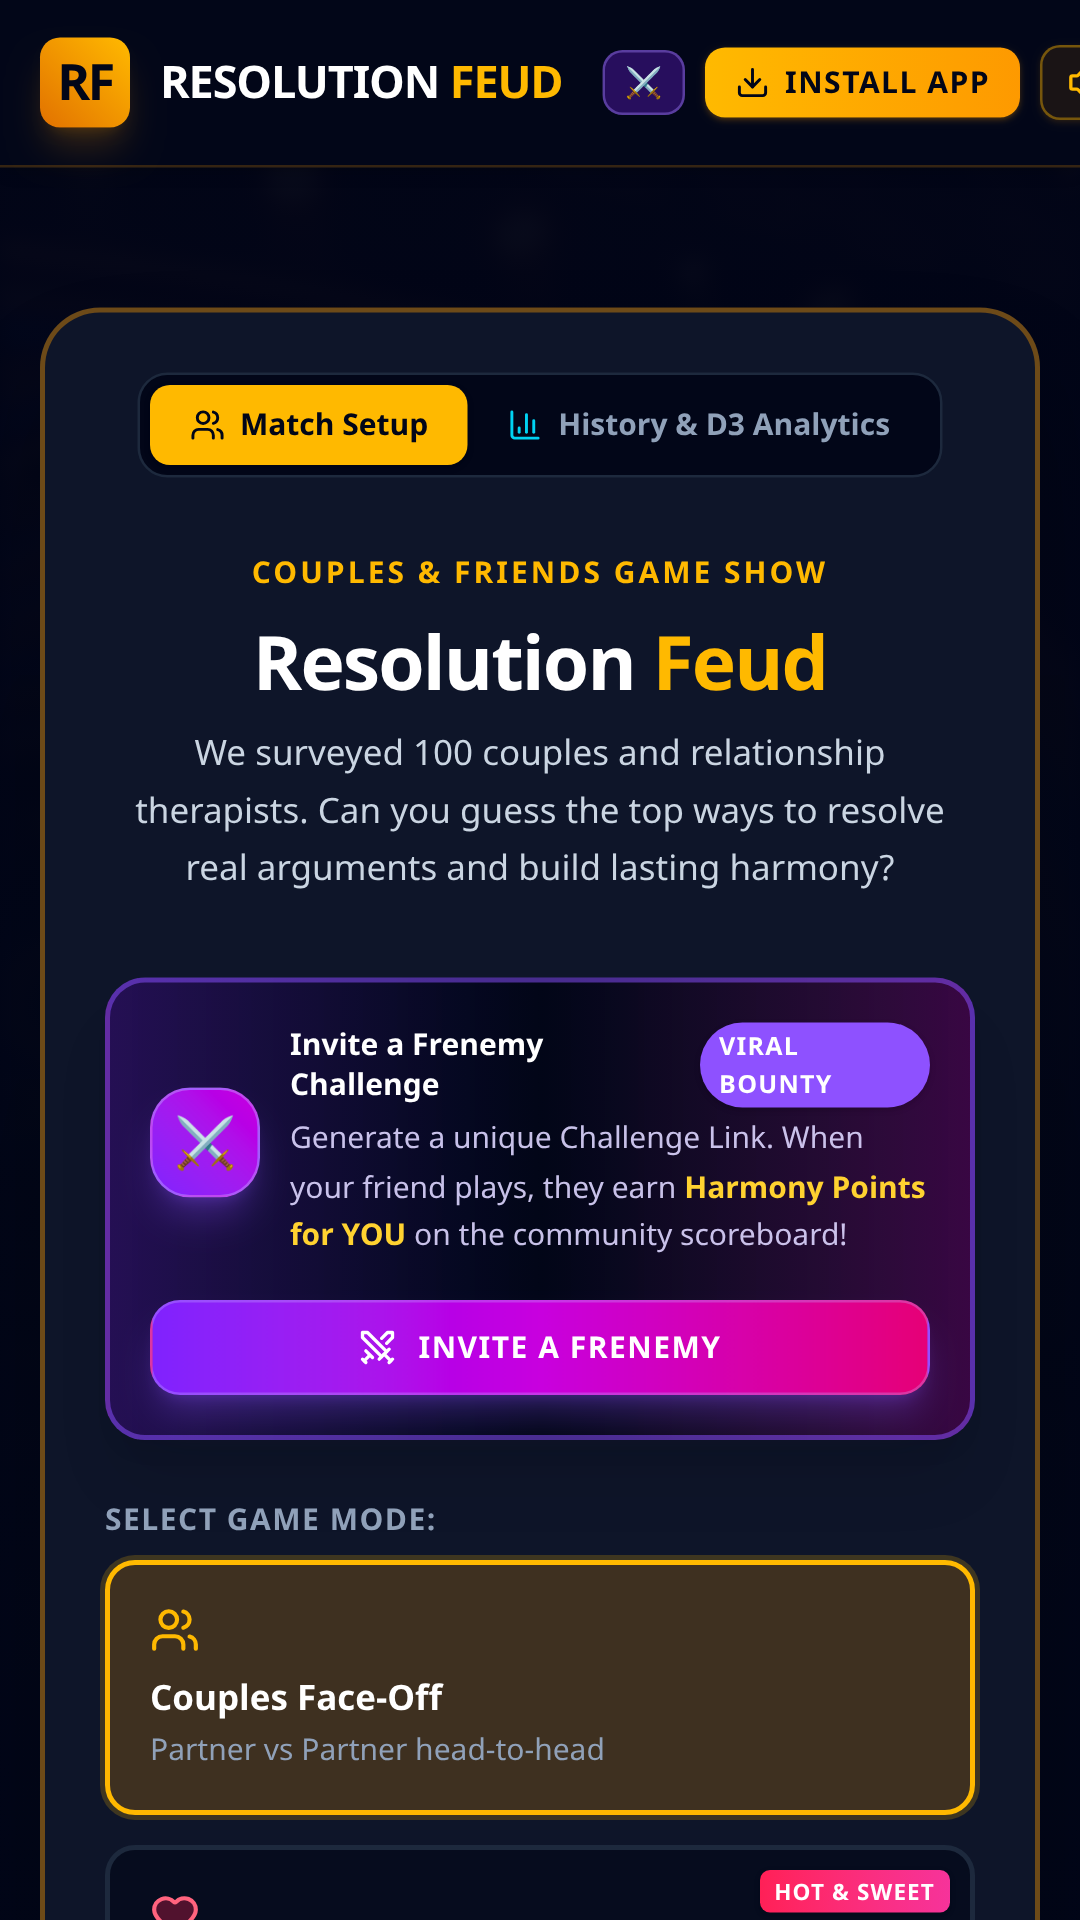 RF
RESOLUTION FEUD
INSTALL APP
Match Setup
History & D3 Analytics
COUPLES & FRIENDS GAME SHOW
Resolution Feud
We surveyed 100 couples and relationship
therapists. Can you guess the top ways to resolve
real arguments and build lasting harmony?
Invite a Frenemy
Challenge
VIRAL
BOUNTY
Generate a unique Challenge Link. When
your friend plays, they earn Harmony Points
for YOU on the community scoreboard!
INVITE A FRENEMY
SELECT GAME MODE:
Couples Face-Off
Partner vs Partner head-to-head
HOT & SWEET